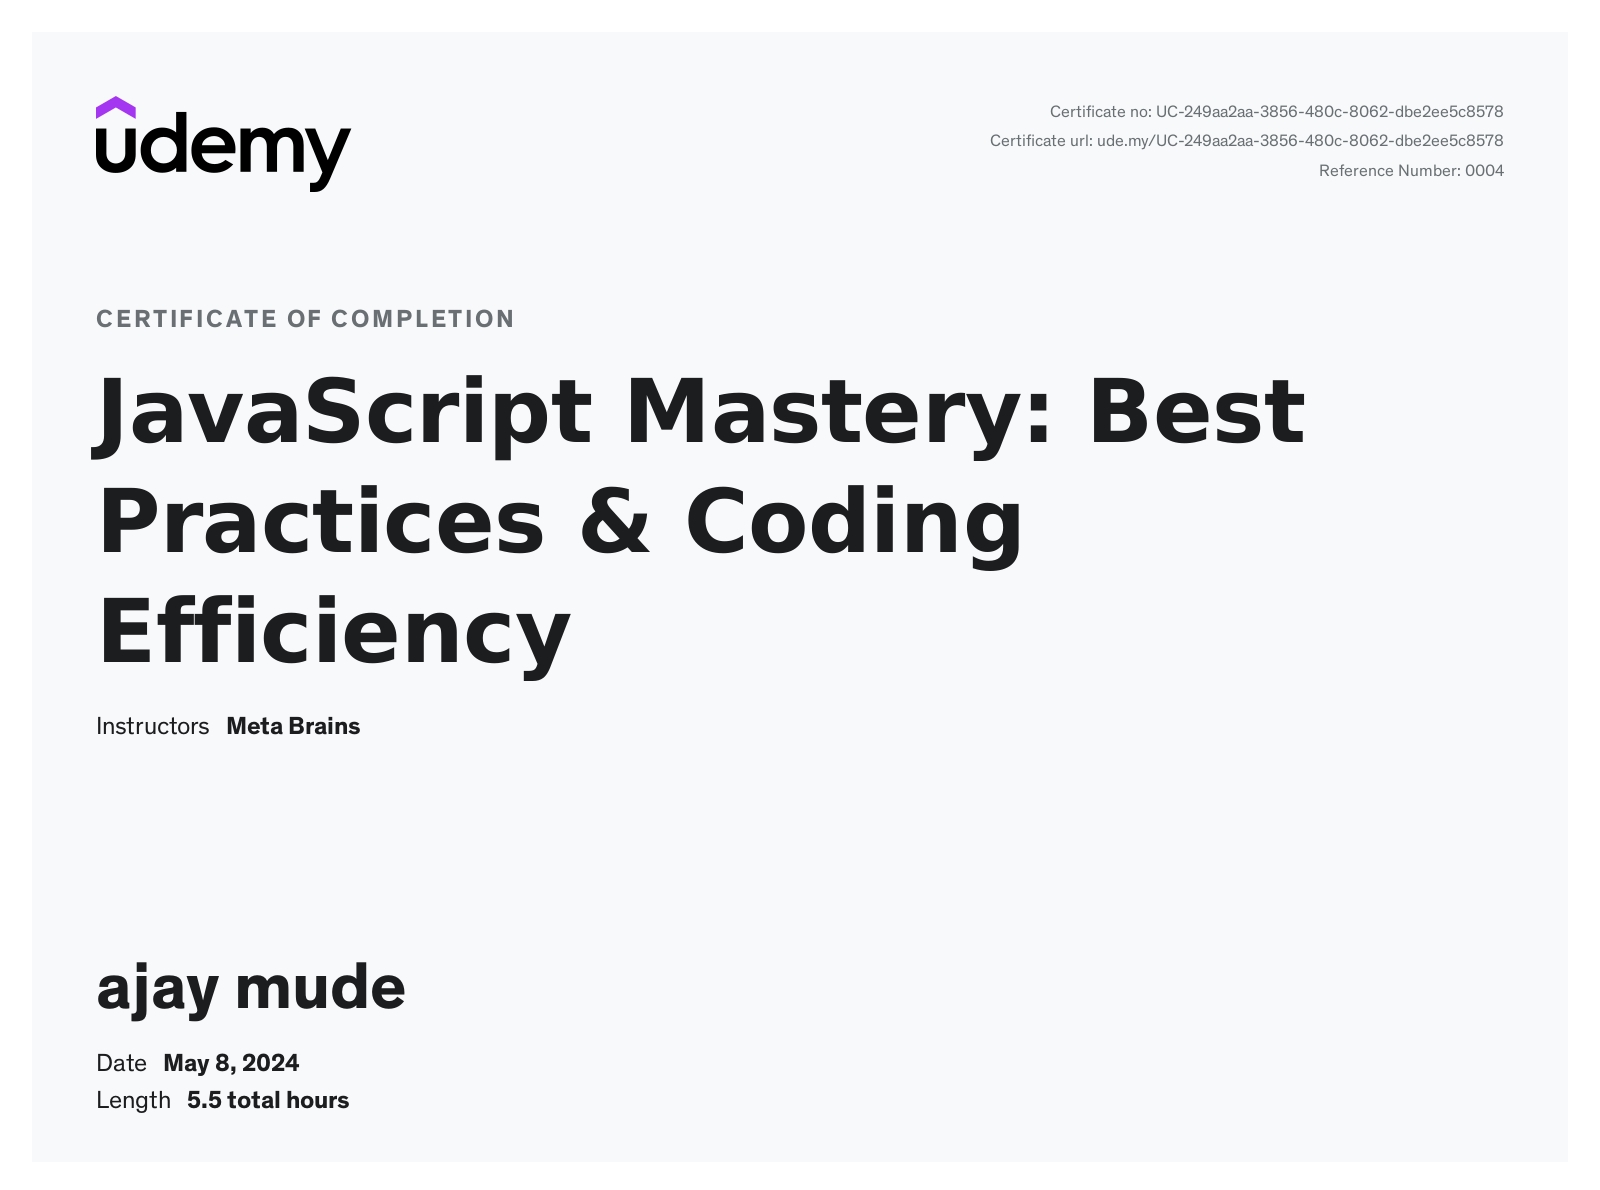 udemy
Certificate no: UC-249aa2aa-3856-480c-8062-dbe2ee5c8578
Certificate url: ude.my/UC-249aa2aa-3856-480c-8062-dbe2ee5c8578
Reference Number: 0004
CERTIFICATE OF COMPLETION
JavaScript Mastery: Best
Practices & Coding
Efficiency
Instructors Meta Brains
ajay mude
Date May 8, 2024
Length 5.5 total hours